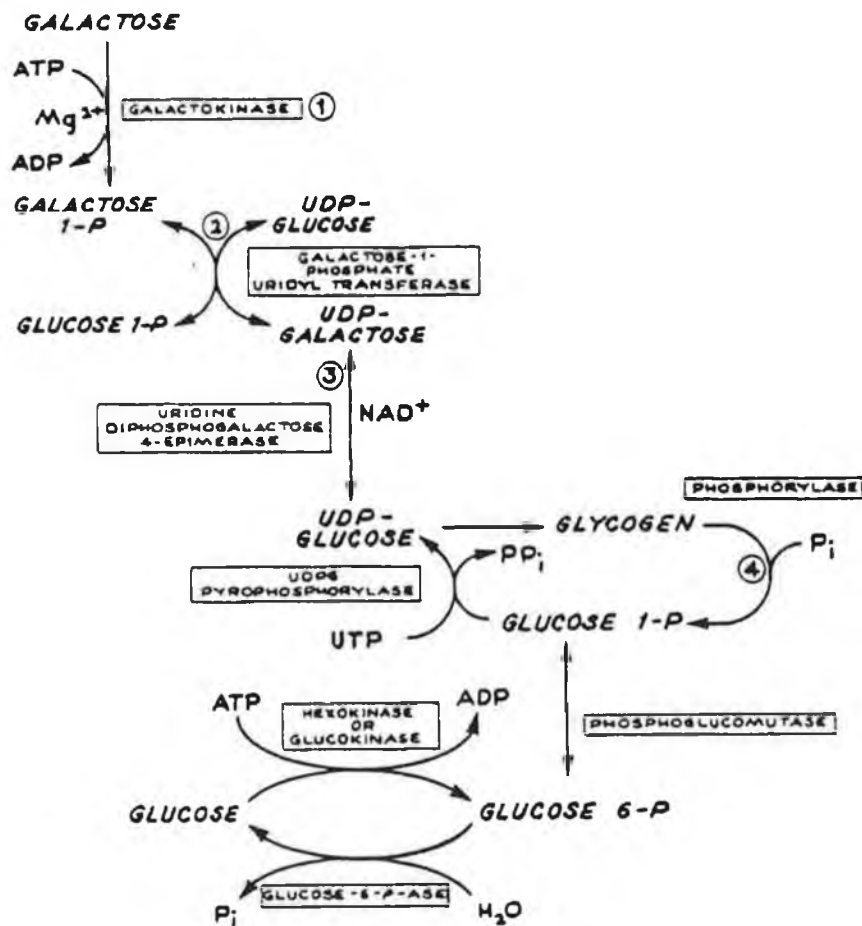 GALACTOSE
ATP
Mg2+
GALACTOKINASE 1
ADP
GALACTOSE
1-P
2
UDP-
GLUCOSE
GALACTOSE-1-
PHOSPHATE
URIDYL TRANSFERASE
GLUCOSE 1-P
UDP-
GALACTOSE
3
URIDINE
DIPHOSPHOGALACTOSE
4-EPIMERASE
NAD+
PHOSPHORYLASE
UDP-
GLUCOSE
GLYCOGEN
PPi
4
Pi
UDPG
PYROPHOSPHORYLASE
UTP
GLUCOSE 1-P
ATP
HEXOKINASE
OR
GLUCOKINASE
ADP
PHOSPHOGLUCOMUTASE
GLUCOSE
GLUCOSE 6-P
Pi
GLUCOSE-6-P-ASE
H2O